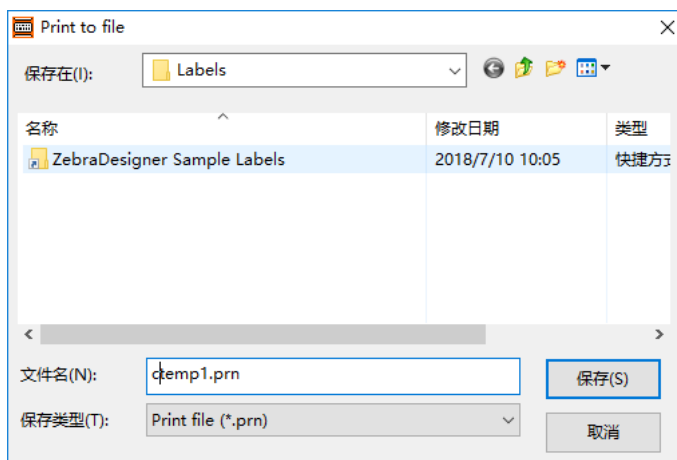 Print to file
保存在(I):
Labels
名称
修改日期
类型
ZebraDesigner Sample Labels
2018/7/10 10:05
快捷方式
文件名(N):
ctemp1.prn
保存(S)
保存类型(T):
Print file (*.prn)
取消